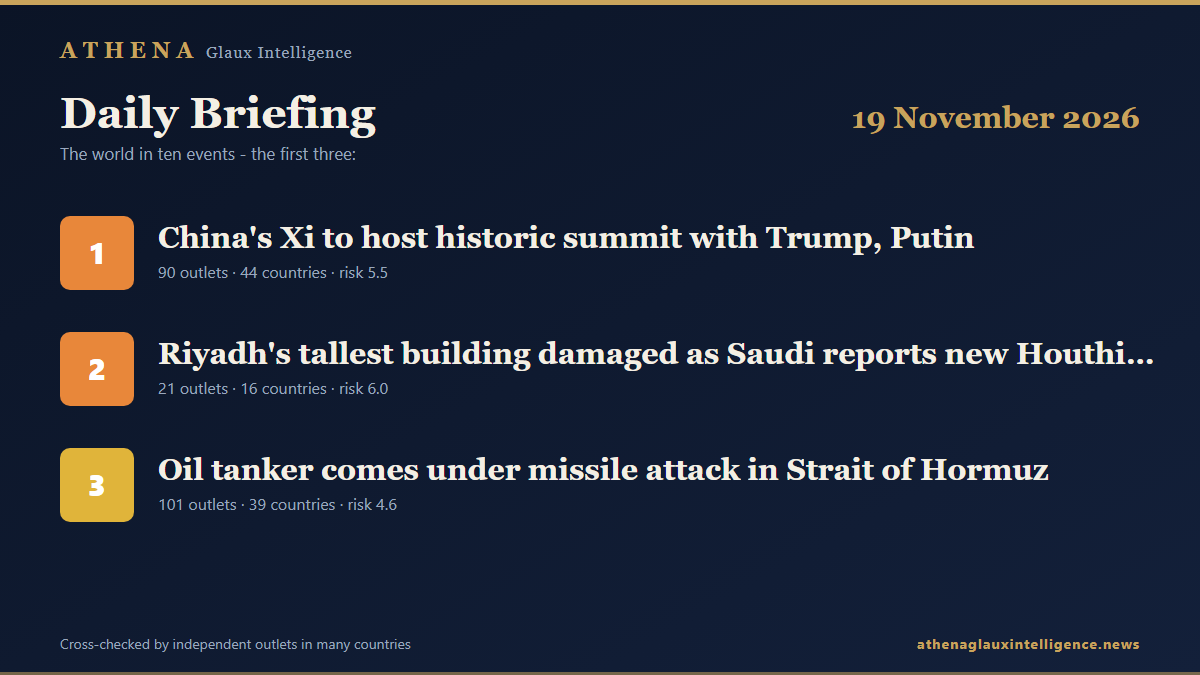 ATHENA Glaux Intelligence
Daily Briefing
19 November 2026
The world in ten events - the first three:
1
China's Xi to host historic summit with Trump, Putin
90 outlets · 44 countries · risk 5.5
2
Riyadh's tallest building damaged as Saudi reports new Houthi...
21 outlets · 16 countries · risk 6.0
3
Oil tanker comes under missile attack in Strait of Hormuz
101 outlets · 39 countries · risk 4.6
Cross-checked by independent outlets in many countries
athenaglauxintelligence.news